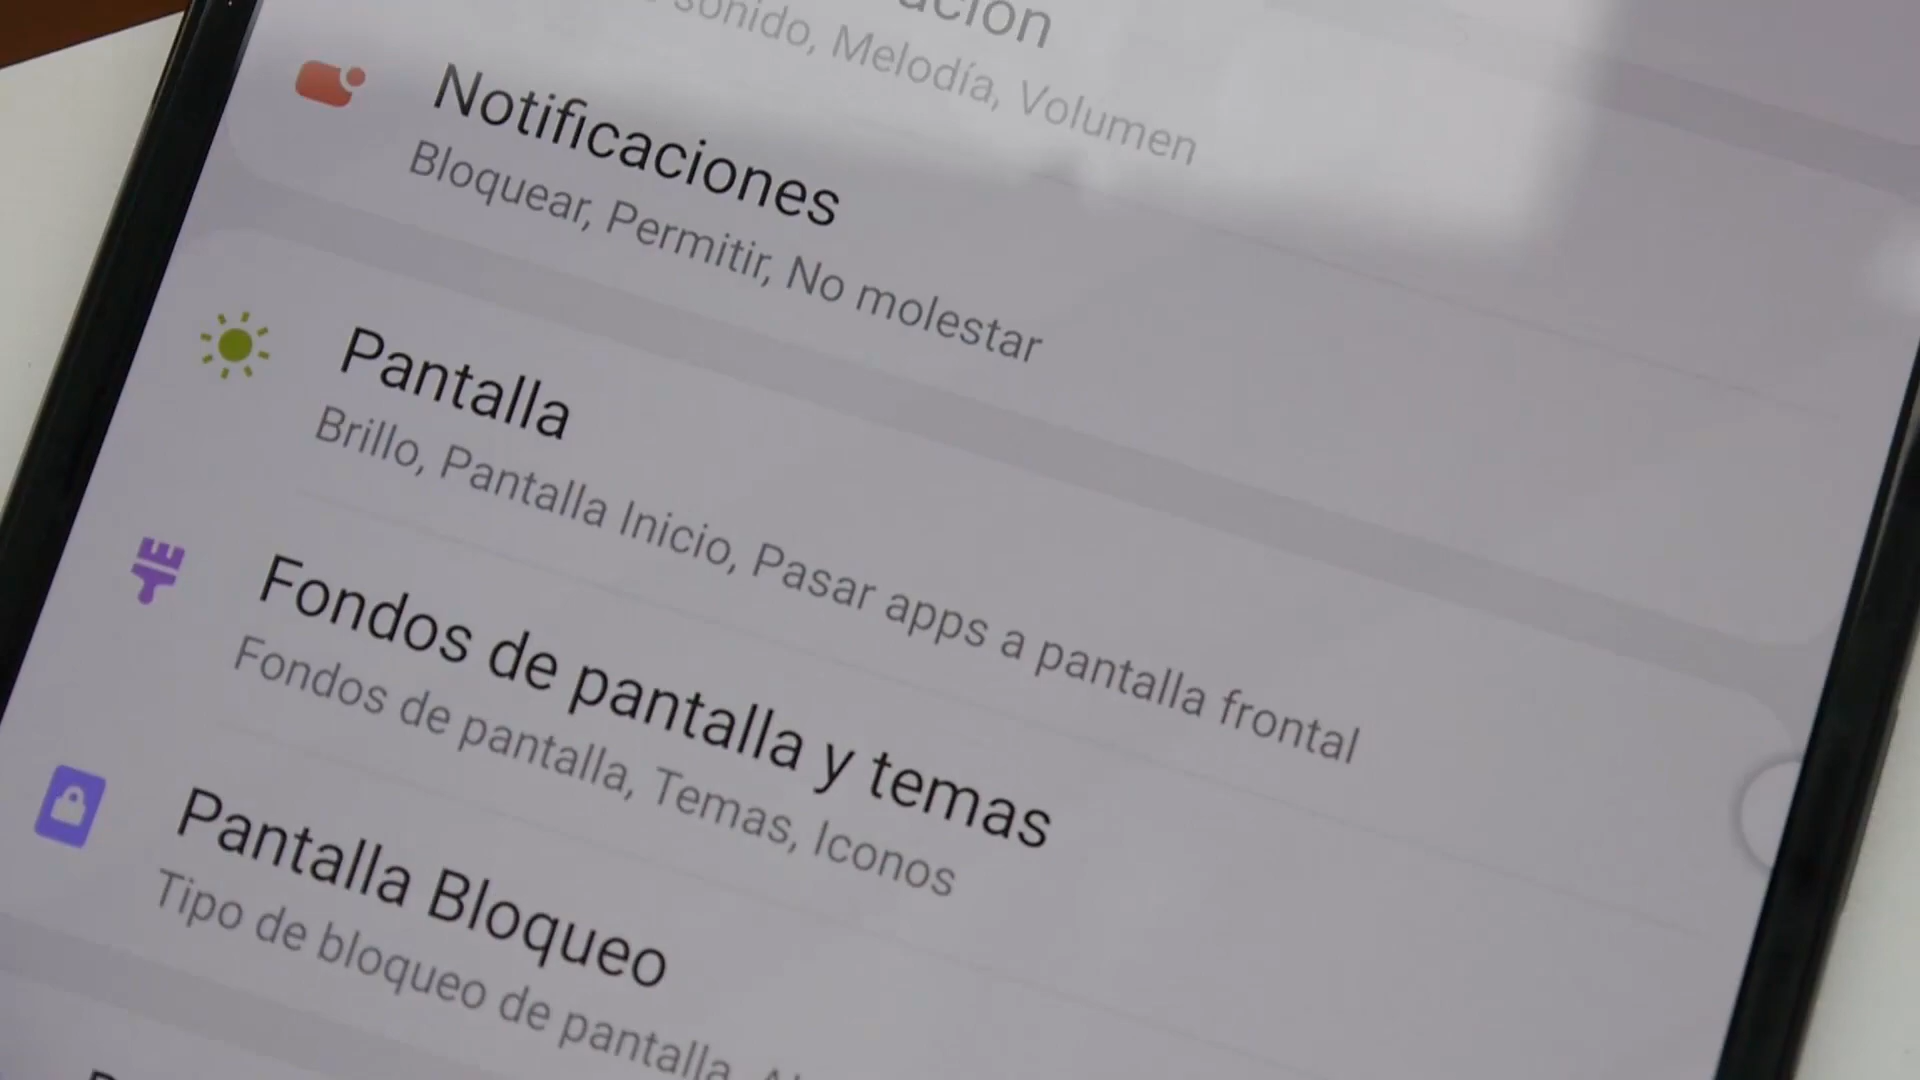 sonido, Melodía, Volumen
Notificaciones
Bloquear, Permitir, No molestar
Pantalla
Brillo, Pantalla Inicio, Pasar apps a pantalla frontal
Fondos de pantalla y temas
Fondos de pantalla, Temas, Iconos
Pantalla Bloqueo
Tipo de bloqueo de pantalla,